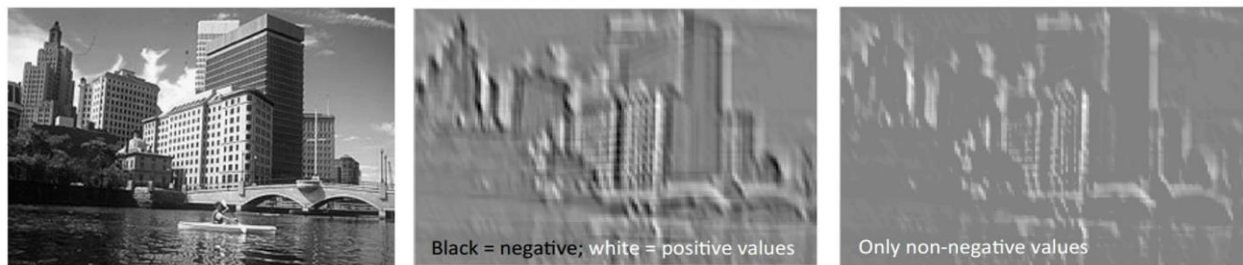 Black = negative; white = positive values
Only non-negative values